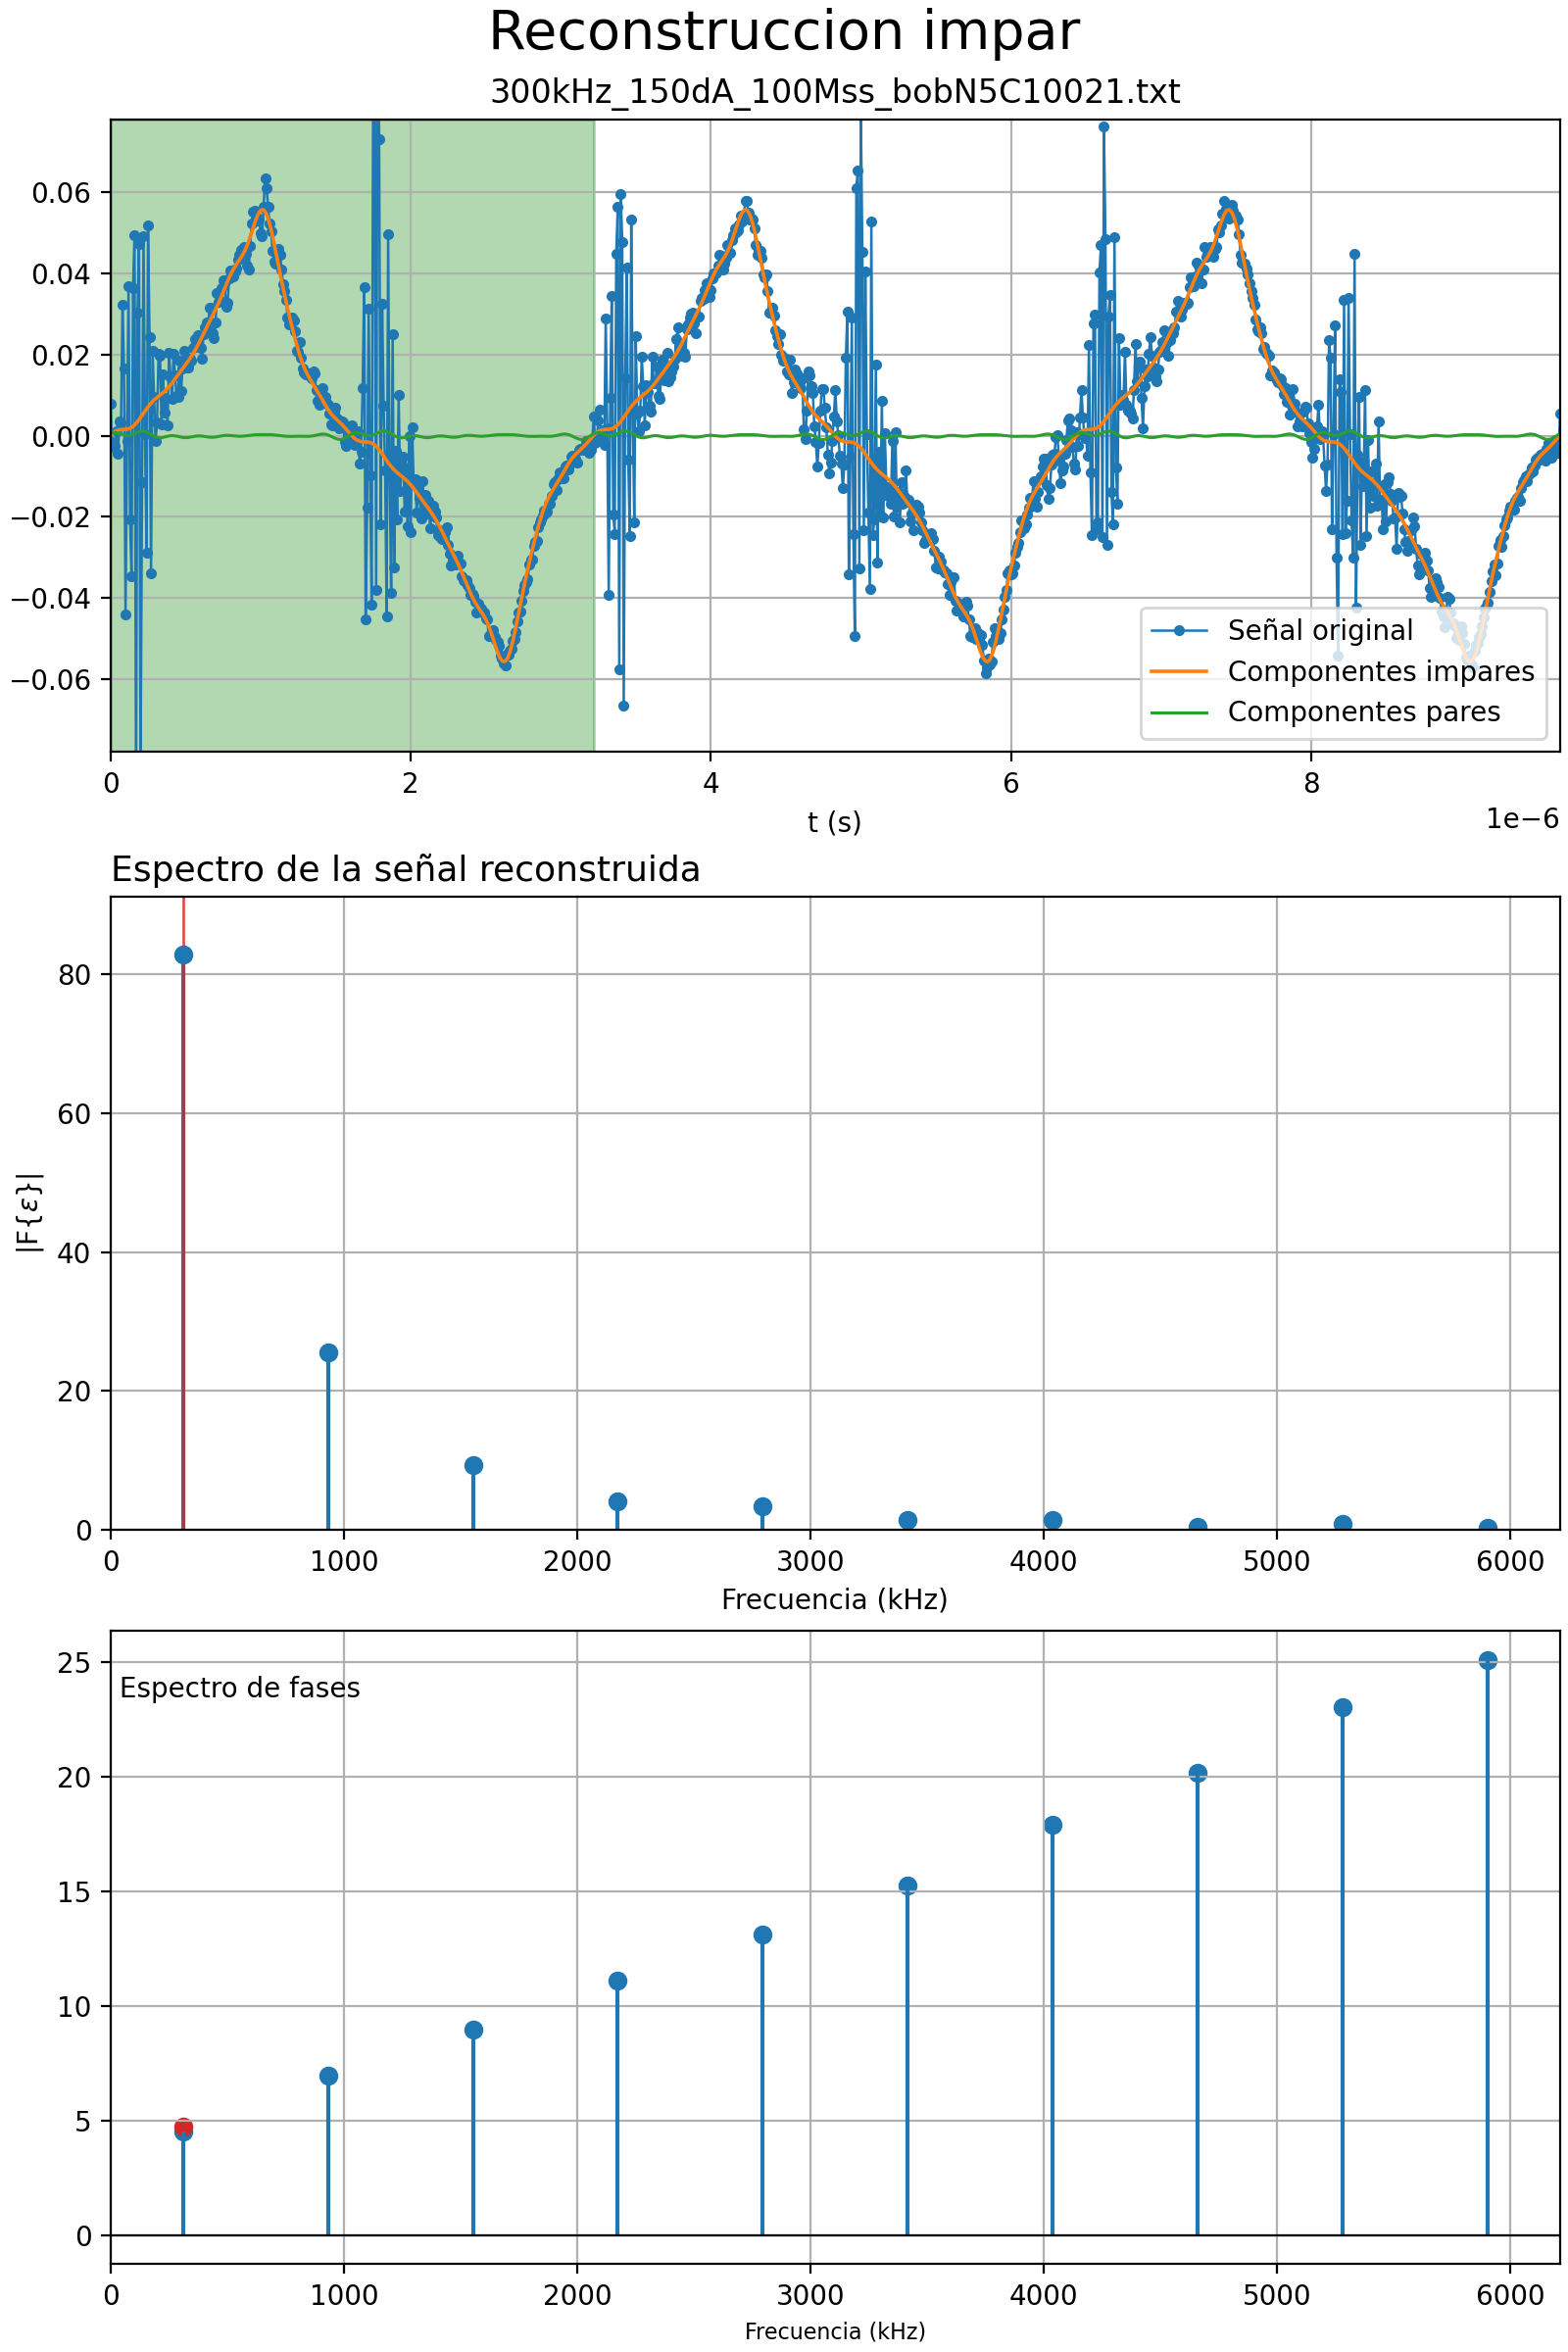 Reconstruccion impar
300kHz_150dA_100Mss_bobN5C10021.txt
0.06
0.04
0.02
0.00
−0.02
−0.04
−0.06
Señal original
Componentes impares
Componentes pares
0 2 4 6 8
1e−6
t (s)
Espectro de la señal reconstruida
80
60
40
20
0
|F{ε}|
0 1000 2000 3000 4000 5000 6000
Frecuencia (kHz)
25
20
15
10
5
0
Espectro de fases
0 1000 2000 3000 4000 5000 6000
Frecuencia (kHz)